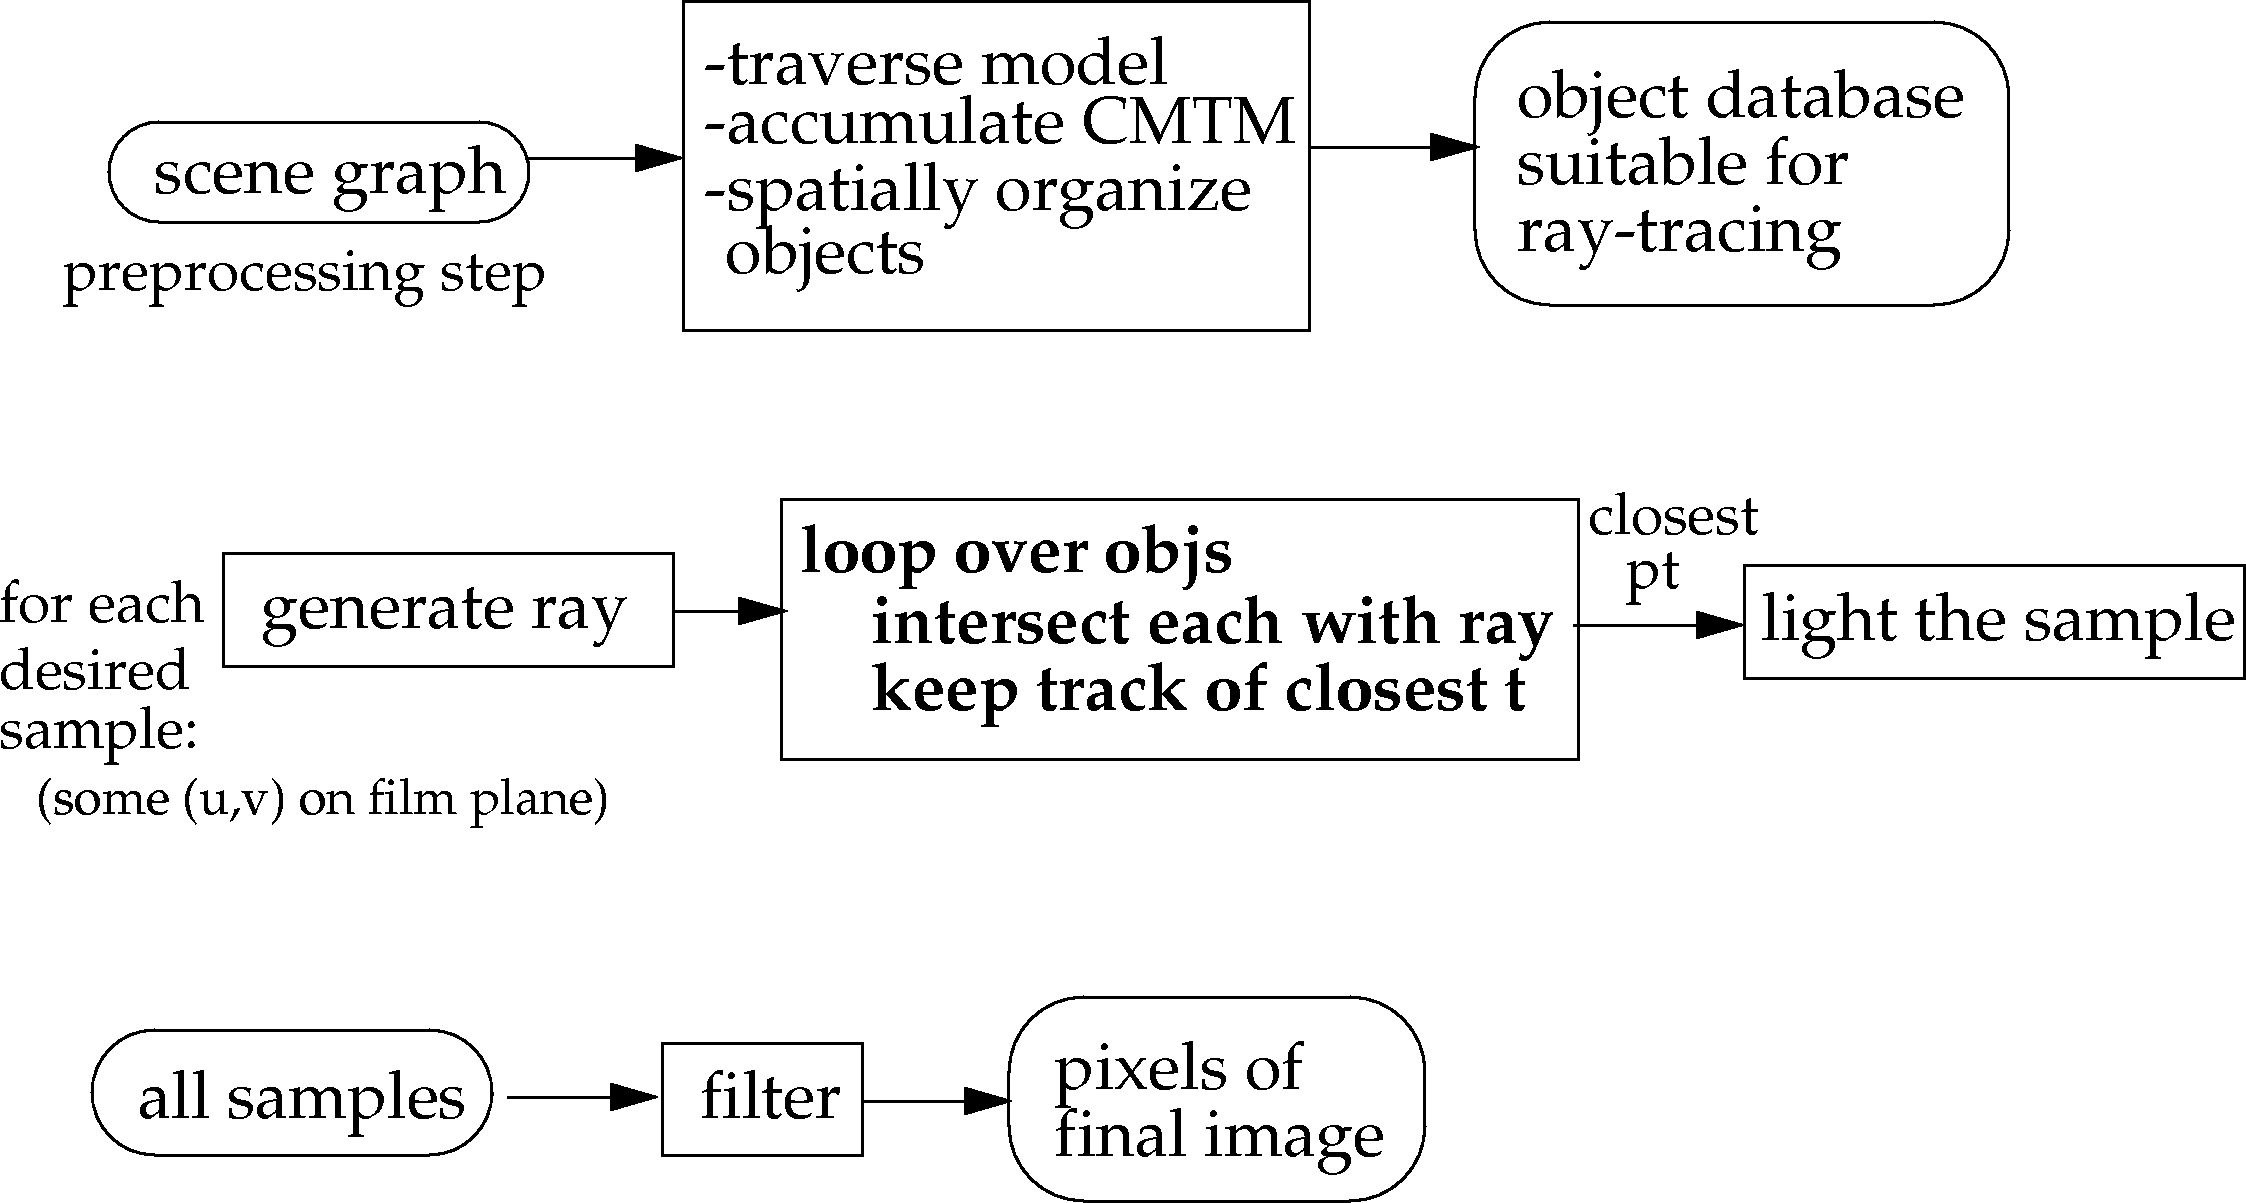 scene graph
preprocessing step
-traverse model
-accumulate CMTM
-spatially organize
objects
object database
suitable for
ray-tracing
for each
desired
sample:
(some (u,v) on film plane)
generate ray
loop over objs
intersect each with ray
keep track of closest t
closest
pt
light the sample
all samples
filter
pixels of
final image